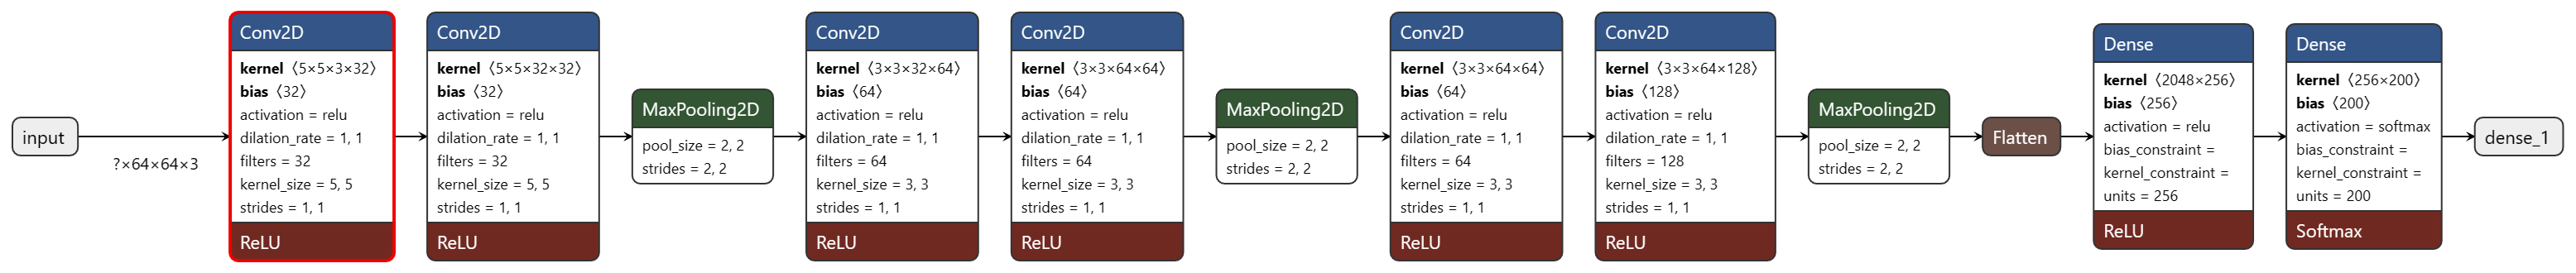 input
?×64×64×3
Conv2D
kernel〈5×5×3×32〉
bias〈32〉
activation = relu
dilation_rate = 1, 1
filters = 32
kernel_size = 5, 5
strides = 1, 1
ReLU
Conv2D
kernel〈5×5×32×32〉
bias〈32〉
activation = relu
dilation_rate = 1, 1
filters = 32
kernel_size = 5, 5
strides = 1, 1
ReLU
MaxPooling2D
pool_size = 2, 2
strides = 2, 2
Conv2D
kernel〈3×3×32×64〉
bias〈64〉
activation = relu
dilation_rate = 1, 1
filters = 64
kernel_size = 3, 3
strides = 1, 1
ReLU
Conv2D
kernel〈3×3×64×64〉
bias〈64〉
activation = relu
dilation_rate = 1, 1
filters = 64
kernel_size = 3, 3
strides = 1, 1
ReLU
MaxPooling2D
pool_size = 2, 2
strides = 2, 2
Conv2D
kernel〈3×3×64×64〉
bias〈64〉
activation = relu
dilation_rate = 1, 1
filters = 64
kernel_size = 3, 3
strides = 1, 1
ReLU
Conv2D
kernel〈3×3×64×128〉
bias〈128〉
activation = relu
dilation_rate = 1, 1
filters = 128
kernel_size = 3, 3
strides = 1, 1
ReLU
MaxPooling2D
pool_size = 2, 2
strides = 2, 2
Flatten
Dense
kernel〈2048×256〉
bias〈256〉
activation = relu
bias_constraint =
kernel_constraint =
units = 256
ReLU
Dense
kernel〈256×200〉
bias〈200〉
activation = softmax
bias_constraint =
kernel_constraint =
units = 200
Softmax
dense_1